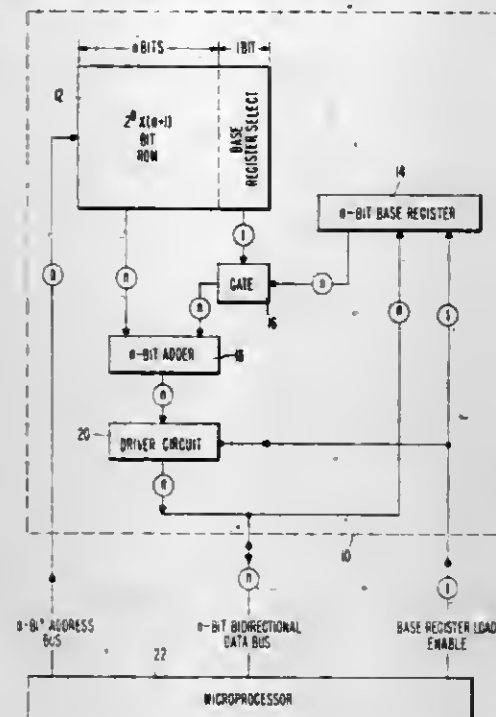 n BITS
1 BIT
12
2ⁿ X(n+1)
BIT
ROM
BASE
REGISTER SELECT
14
n-BIT BASE REGISTER
n
1
GATE
16
n
n
n
n
1
n-BIT ADDER
18
n
20
DRIVER CIRCUIT
n
10
n
1
n-BIT ADDRESS
BUS
n-BIT BIDIRECTIONAL
DATA BUS
BASE REGISTER LOAD
ENABLE
22
MICROPROCESSOR